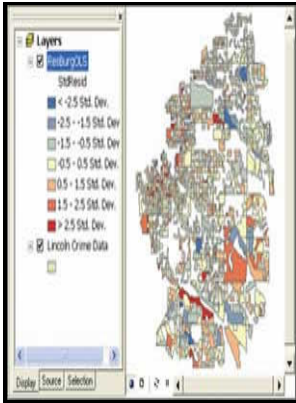 Layers
ResBurgOLS
StdResid
< -2.5 Std. Dev.
-2.5 - -1.5 Std. Dev
-1.5 - -0.5 Std. Dev
-0.5 - 0.5 Std. Dev.
0.5 - 1.5 Std. Dev.
1.5 - 2.5 Std. Dev.
> 2.5 Std. Dev.
Lincoln Crime Data
Display Source Selection